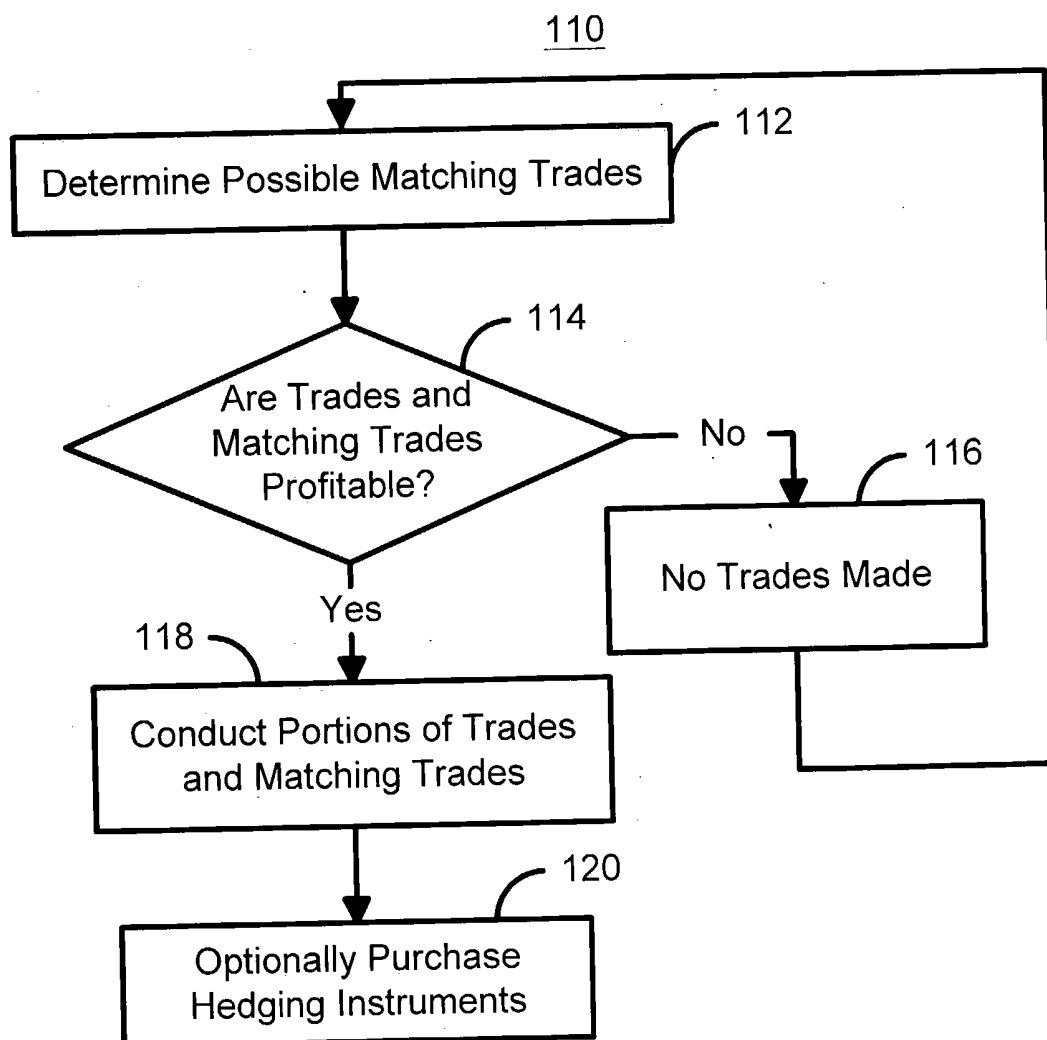 110
112
Determine Possible Matching Trades
114
Are Trades and
Matching Trades
Profitable?
No
116
No Trades Made
Yes
118
Conduct Portions of Trades
and Matching Trades
120
Optionally Purchase
Hedging Instruments